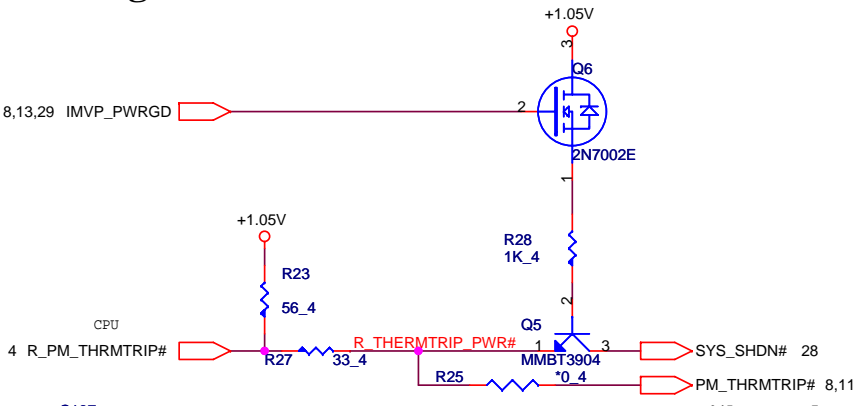 +1.05V
3
Q6
8,13,29 IMVP_PWRGD
2
2N7002E
1
+1.05V
R28
1K_4
R23
56_4
2
Q5
CPU
4 R_PM_THRMTRIP#
R_THERMTRIP_PWR#
1
3
SYS_SHDN# 28
R27
33_4
MMBT3904
R25
*0_4
PM_THRMTRIP# 8,11